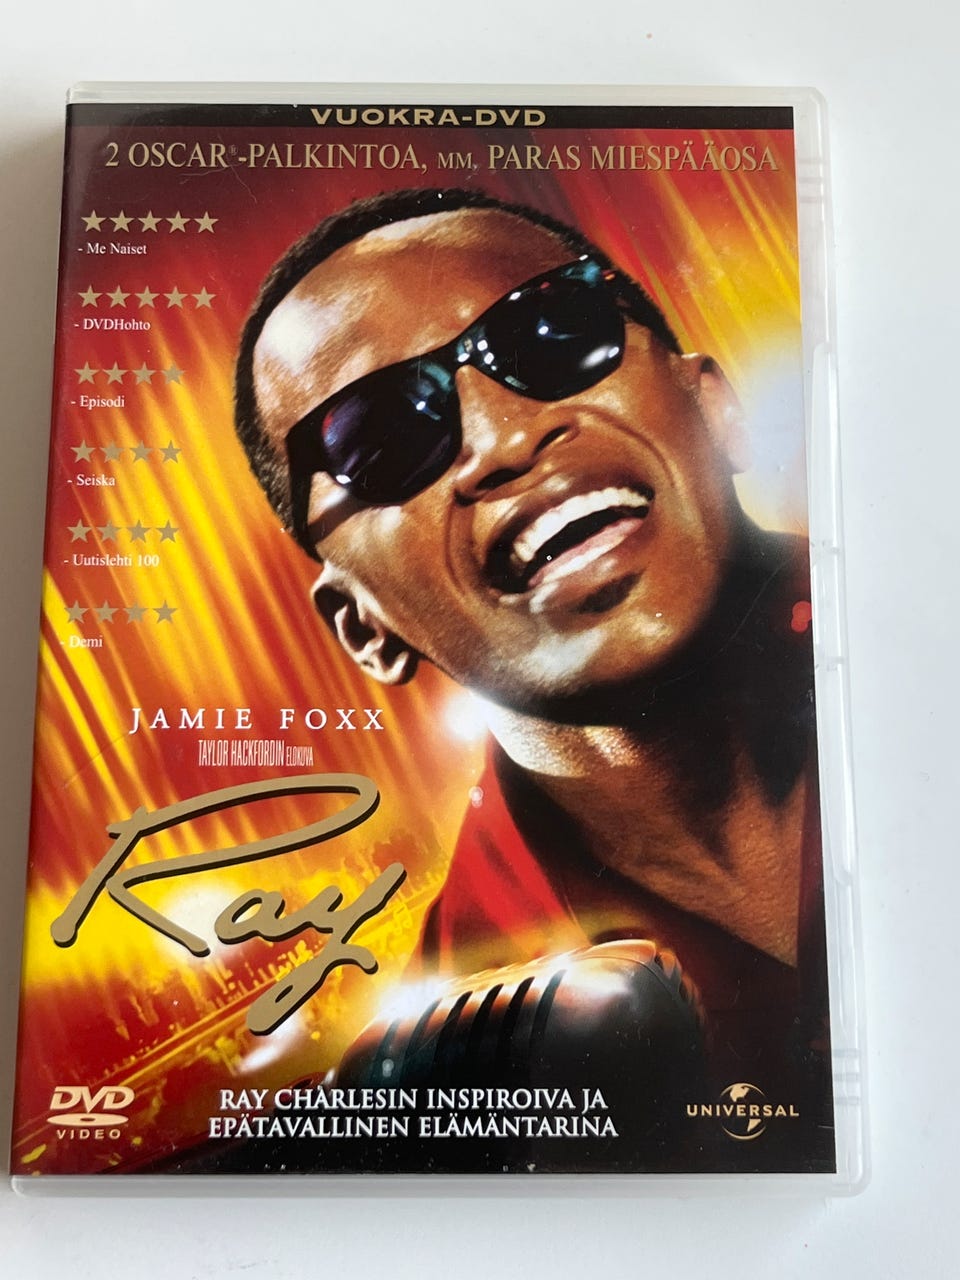 VUOKRA-DVD
2 OSCAR®-PALKINTOA, MM. PARAS MIESPÄÄOSA
- Me Naiset
- DVDHohto
- Episodi
- Seiska
- Uutislehti 100
- Demi
JAMIE FOXX
TAYLOR HACKFORDIN ELOKUVA
Ray
DVD
VIDEO
RAY CHARLESIN INSPIROIVA JA
EPÄTAVALLINEN ELÄMÄNTARINA
UNIVERSAL